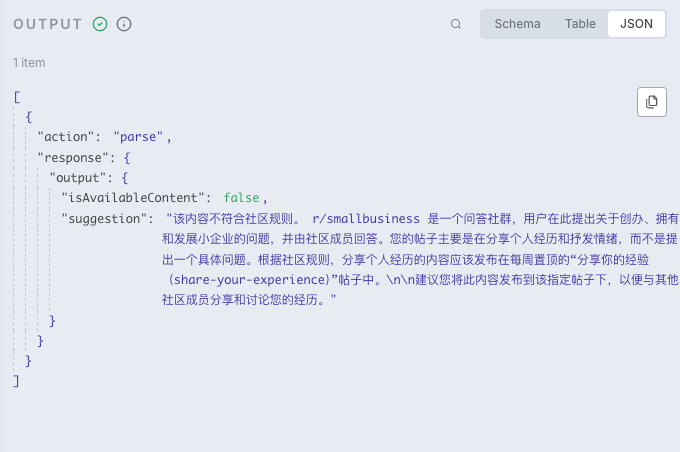 OUTPUT
Schema Table JSON
1 item
[
{
"action": "parse",
"response": {
"output": {
"isAvailableContent": false,
"suggestion": "该内容不符合社区规则。 r/smallbusiness 是一个问答社群，用户在此提出关于创办、拥有
和发展小企业的问题，并由社区成员回答。您的帖子主要是在分享个人经历和抒发情绪，而不是提
出一个具体问题。根据社区规则，分享个人经历的内容应该发布在每周置顶的“分享你的经验
（share-your-experience）”帖子中。\n\n建议您将此内容发布到该指定帖子下，以便与其他
社区成员分享和讨论您的经历。"
}
}
}
]